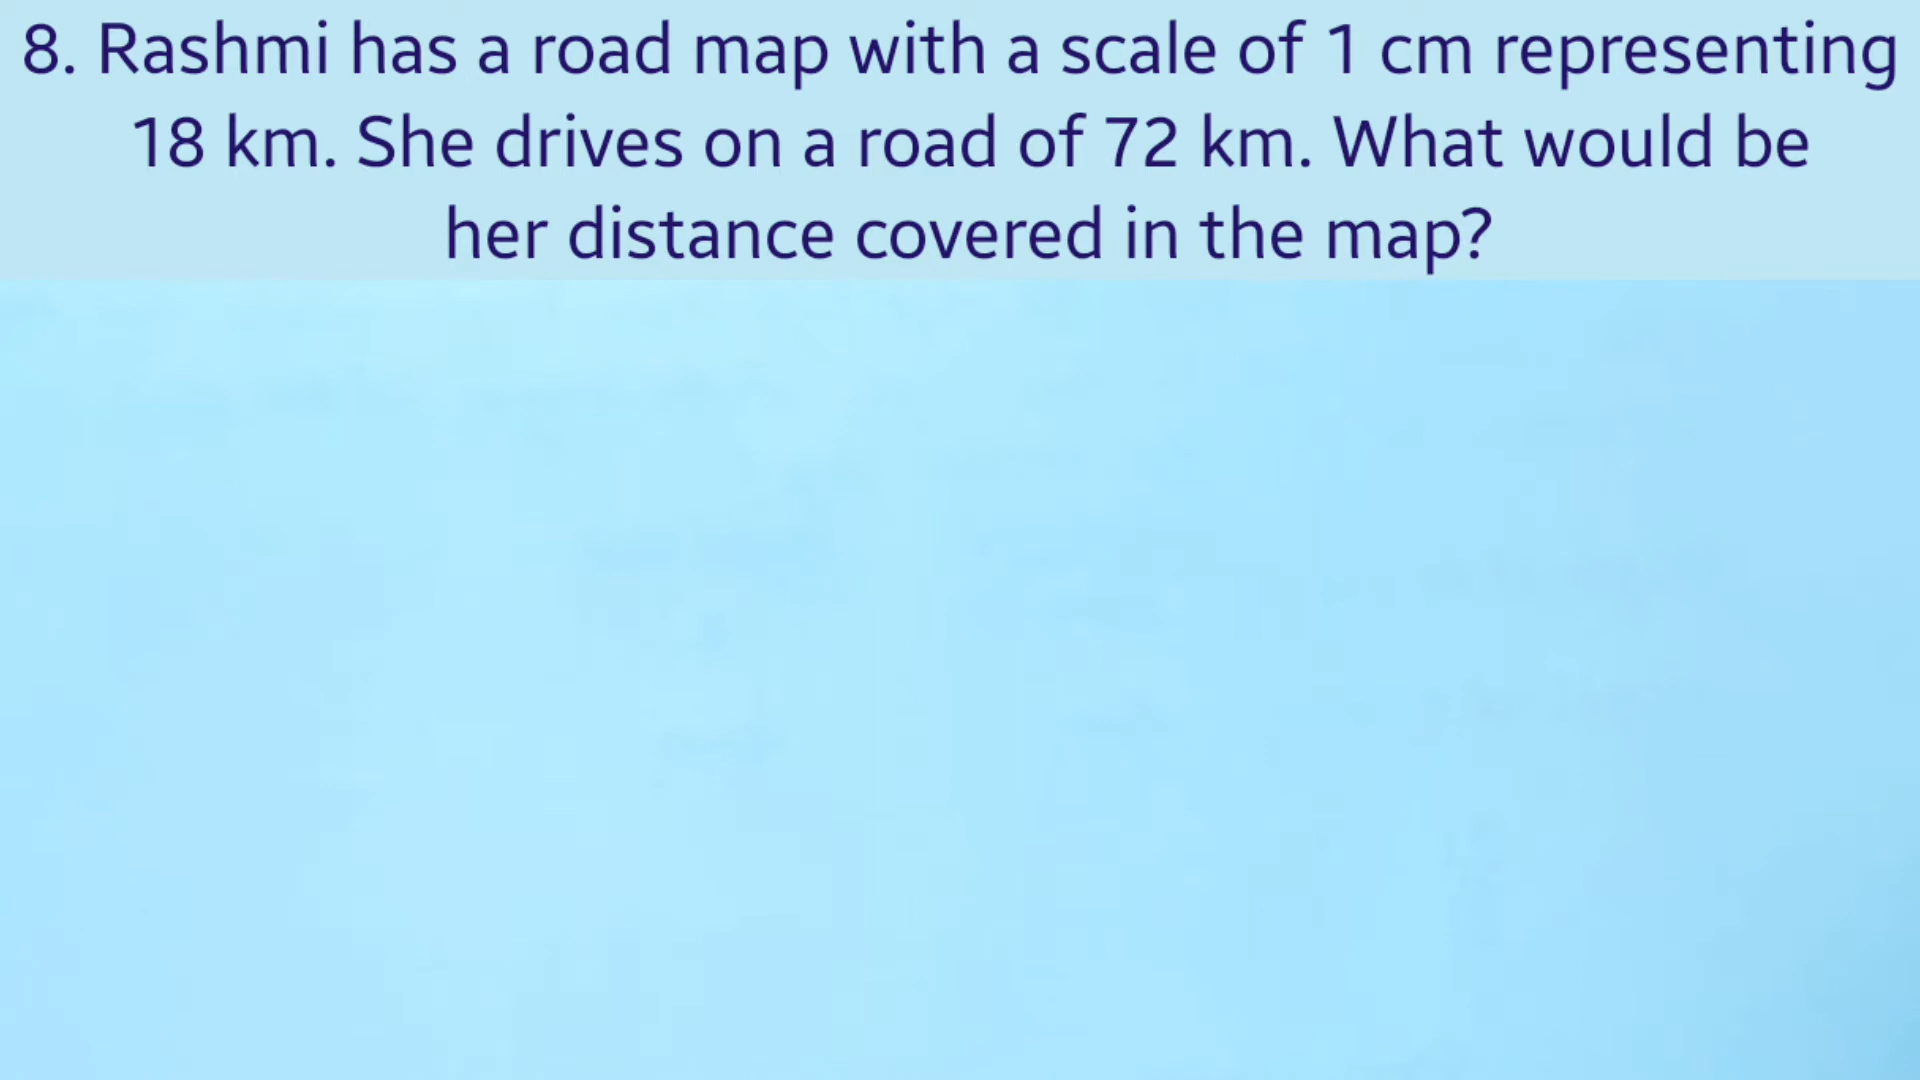 8. Rashmi has a road map with a scale of 1 cm representing
18 km. She drives on a road of 72 km. What would be
her distance covered in the map?